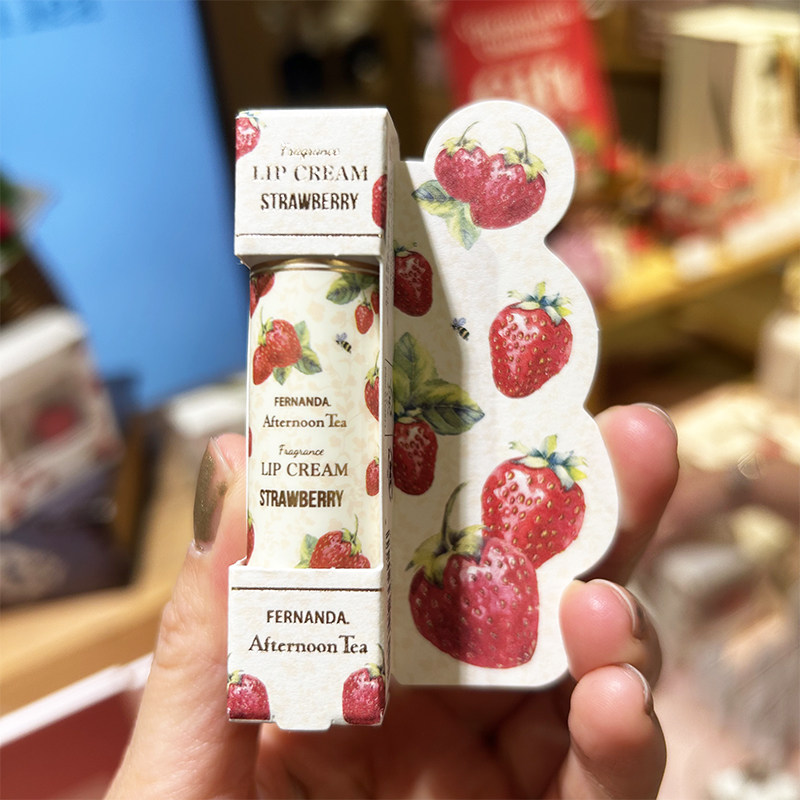 Fragrance
LIP CREAM
STRAWBERRY
FERNANDA.
Afternoon Tea
Fragrance
LIP CREAM
STRAWBERRY
FERNANDA.
Afternoon Tea